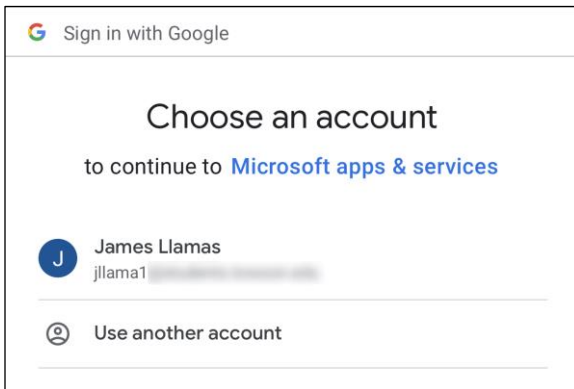 Sign in with Google
Choose an account
to continue to Microsoft apps & services
J
James Llamas
jllama1
Use another account